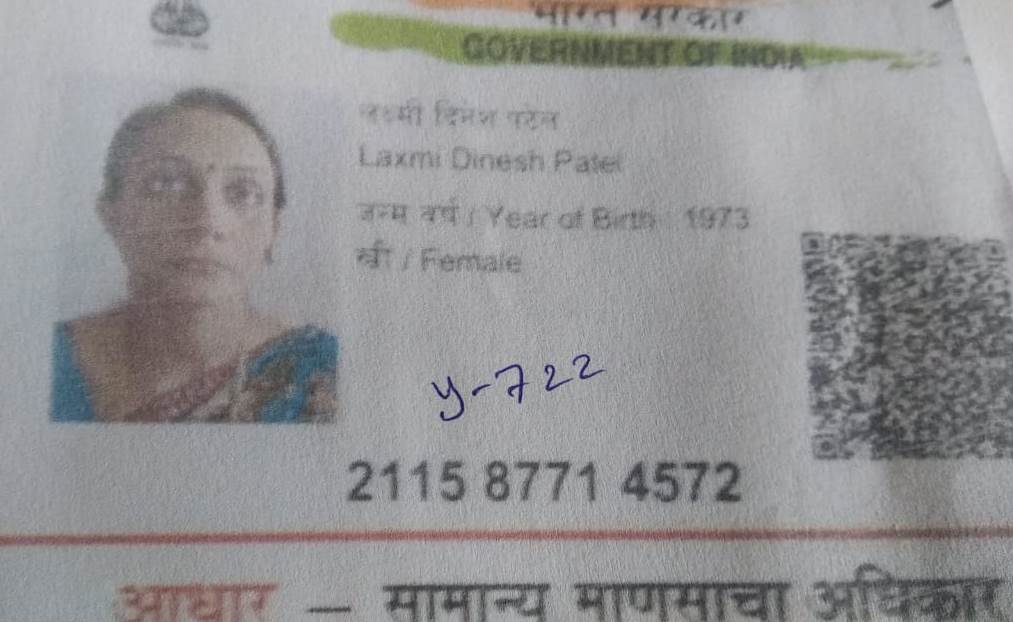 भारत सरकार
GOVERNMENT OF INDIA
लक्ष्मी दिनेश पटेल
Laxmi Dinesh Patel
जन्म वर्ष / Year of Birth : 1973
स्त्री / Female
y-722
2115 8771 4572
आधार — सामान्य माणसाचा अधिकार